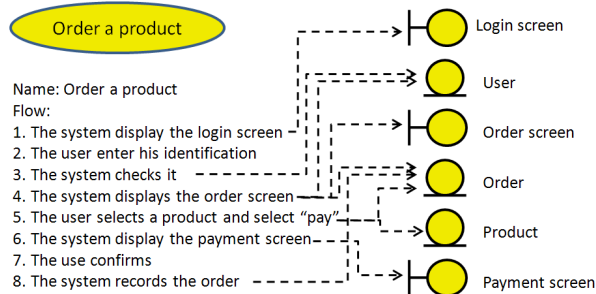 Order a product
Name: Order a product
Flow:
1. The system display the login screen
2. The user enter his identification
3. The system checks it
4. The system displays the order screen
5. The user selects a product and select “pay”
6. The system display the payment screen
7. The use confirms
8. The system records the order
Login screen
User
Order screen
Order
Product
Payment screen